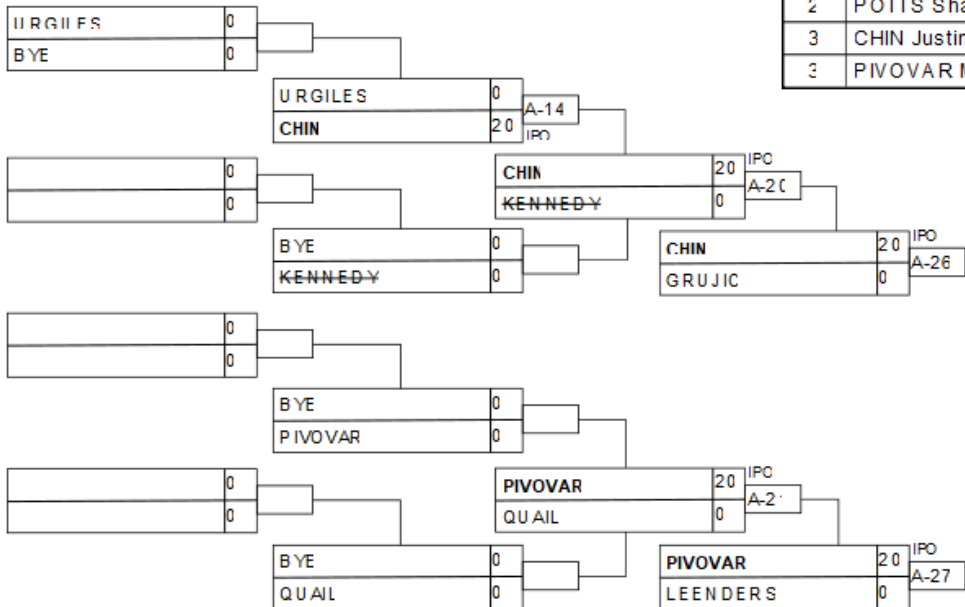 2 POTTS Sha
3 CHIN Justin
3 PIVOVAR M
URGILES 0
BYE 0
URGILES 0
CHIN 20
A-14
IPO
0
0
CHIN 20 IPO
KENNEDY 0
A-20
BYE 0
KENNEDY 0
CHIN 20 IPO
GRUJIC 0
A-26
0
0
BYE 0
PIVOVAR 0
0
0
PIVOVAR 20 IPO
QUAIL 0
A-2
BYE 0
QUAIL 0
PIVOVAR 20 IPO
LEENDERS 0
A-27